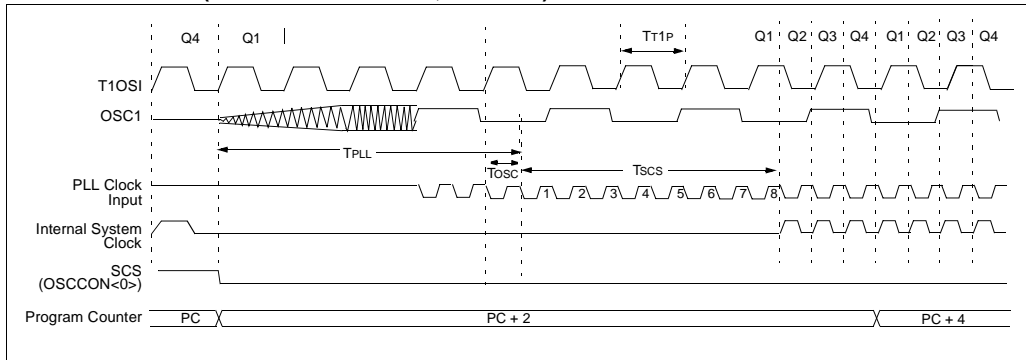 Q4 Q1 TT1P Q1 Q2 Q3 Q4 Q1 Q2 Q3 Q4
T1OSI
OSC1
TPLL
TOSC TSCS
PLL Clock
Input
1 2 3 4 5 6 7 8
Internal System
Clock
SCS
(OSCCON<0>)
Program Counter PC PC + 2 PC + 4